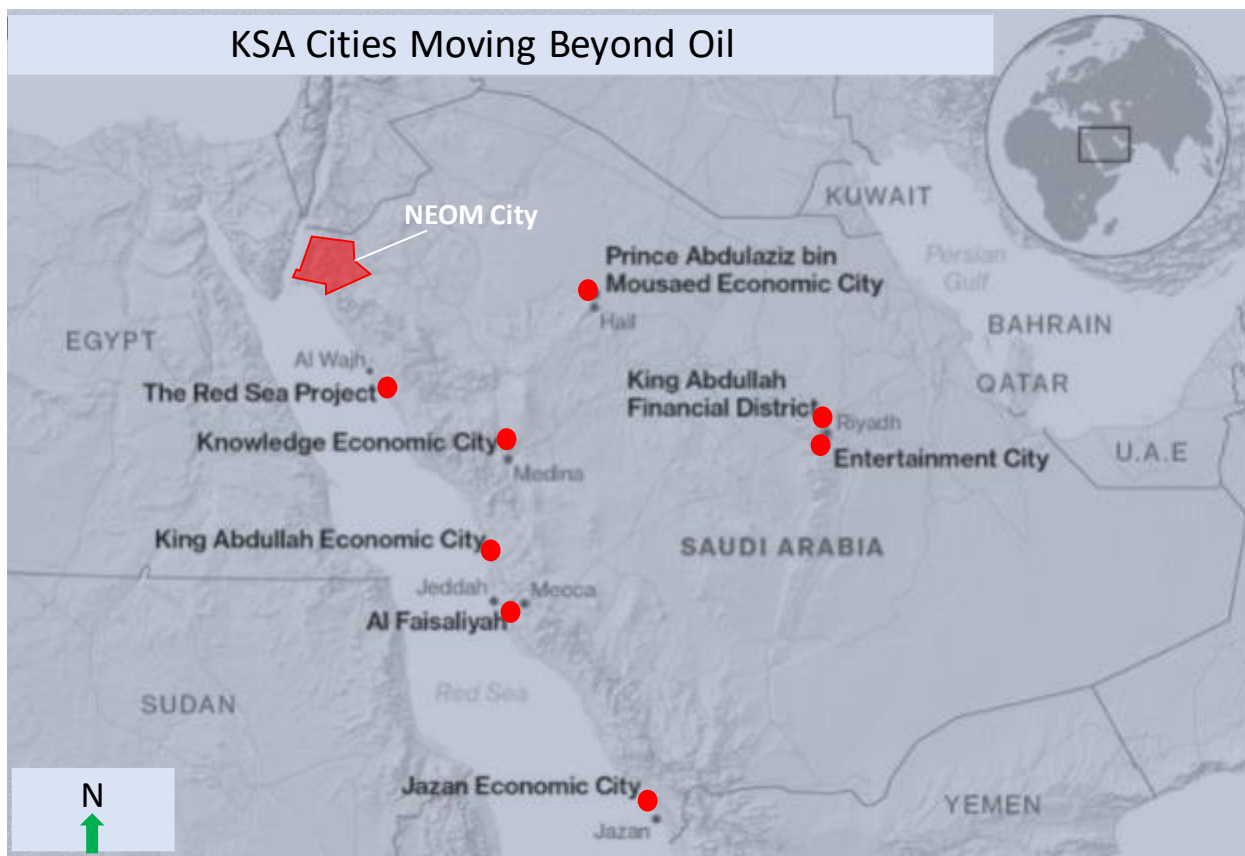 KSA Cities Moving Beyond Oil
KUWAIT
NEOM City
Prince Abdulaziz bin
Mousaed Economic City
Persian
Gulf
Hail
BAHRAIN
EGYPT
Al Wajh
The Red Sea Project
King Abdullah
Financial District
QATAR
Riyadh
Knowledge Economic City
Entertainment City
U.A.E
Medina
King Abdullah Economic City
SAUDI ARABIA
Jeddah
Mecca
Al Faisaliyah
Red Sea
SUDAN
Jazan Economic City
Jazan
YEMEN
N